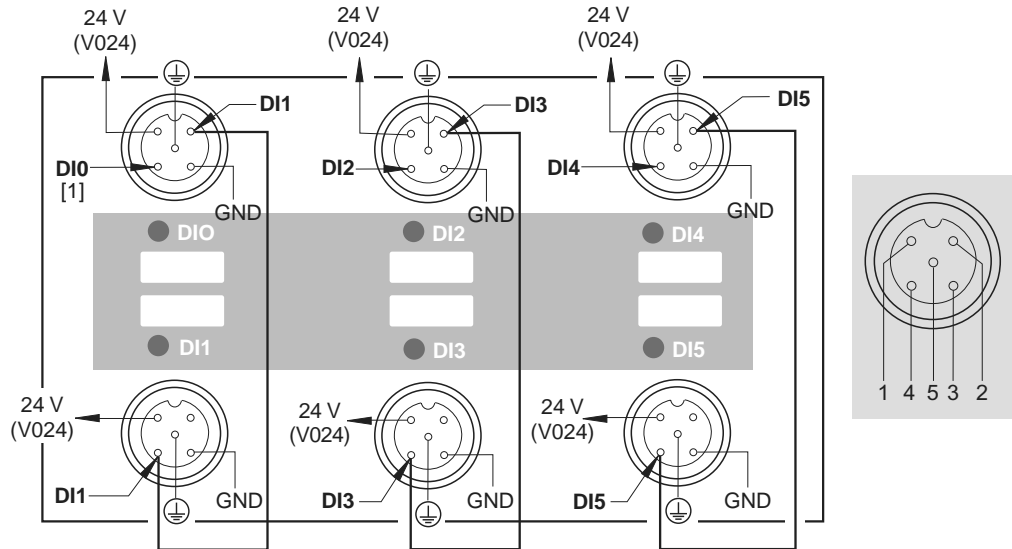 24 V
(V024)
24 V
(V024)
24 V
(V024)
DI1
DI3
DI5
DI0
[1]
DI2
DI4
GND
GND
GND
DIO
DI2
DI4
DI1
DI3
DI5
24 V
(V024)
24 V
(V024)
24 V
(V024)
DI1
GND
DI3
GND
DI5
GND
1 4 5 3 2